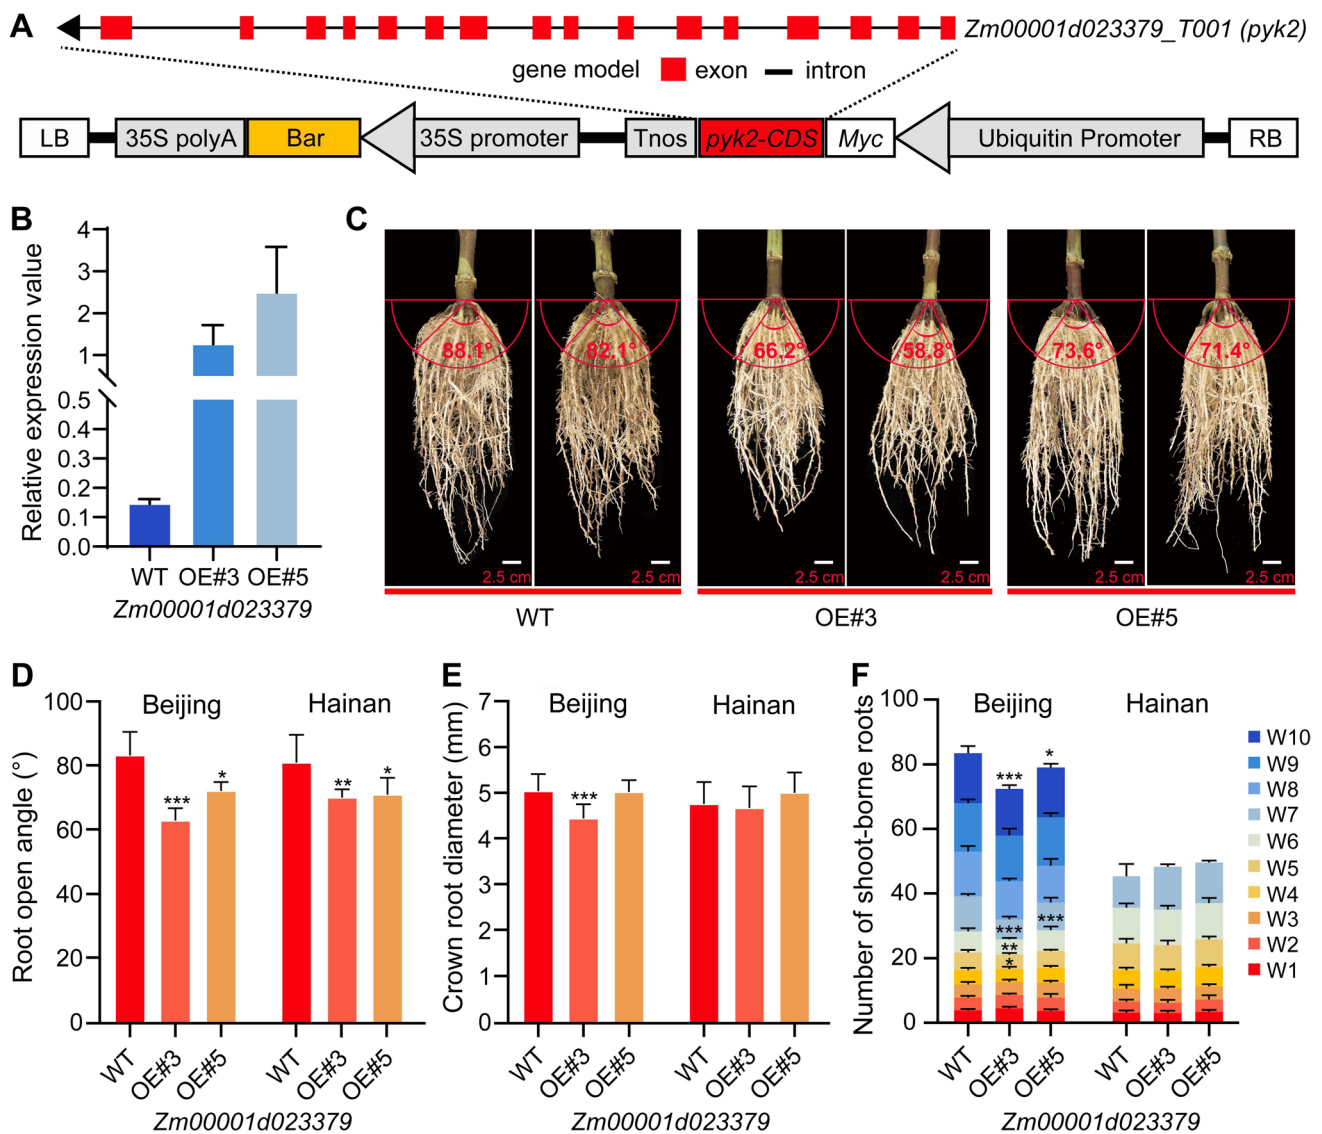 A
Zm00001d023379_T001 (pyk2)
gene model exon intron
LB 35S polyA Bar 35S promoter Tnos pyk2-CDS Myc Ubiquitin Promoter RB
B
Relative expression value
4
3
2
1
0.5
0.4
0.3
0.2
0.1
0.0
WT OE#3 OE#5
Zm00001d023379
C
88.1° 82.1° 66.2° 58.8° 73.6° 71.4°
2.5 cm 2.5 cm 2.5 cm 2.5 cm 2.5 cm 2.5 cm
WT OE#3 OE#5
D
Root open angle (°)
100
80
60
40
20
0
Beijing Hainan
*** * ** *
WT OE#3 OE#5 WT OE#3 OE#5
Zm00001d023379
E
Crown root diameter (mm)
7
6
5
4
3
2
1
0
Beijing Hainan
***
WT OE#3 OE#5 WT OE#3 OE#5
Zm00001d023379
F
Number of shoot-borne roots
100
80
60
40
20
0
Beijing Hainan
*** *
*** ***
**
*
WT OE#3 OE#5 WT OE#3 OE#5
Zm00001d023379
W10
W9
W8
W7
W6
W5
W4
W3
W2
W1